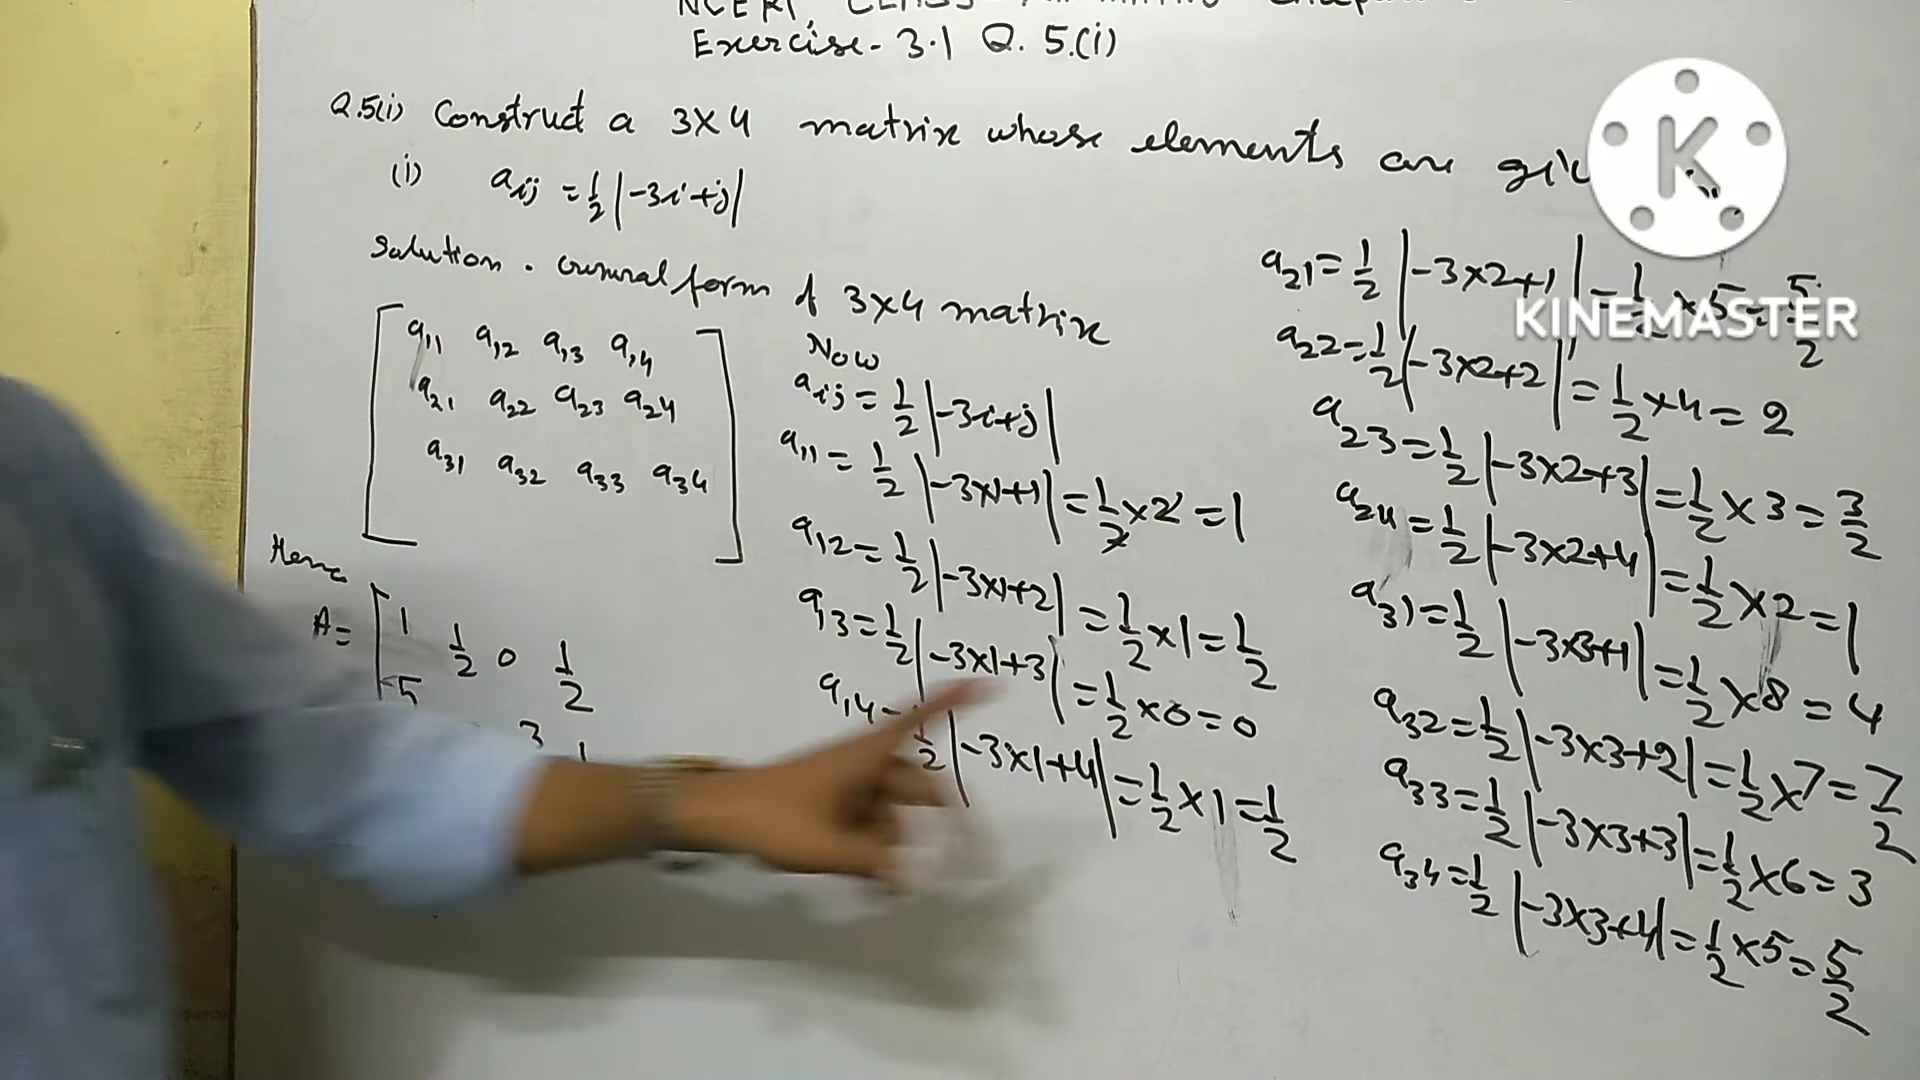 Exercise-3.1 Q. 5.(i)
Q.5(i) Construct a 3×4 matrix whose elements are
(i) aij = 1/2 |-3i+j|
Solution. General form of 3×4 matrix
a11 a12 a13 a14
a21 a22 a23 a24
a31 a32 a33 a34
Now
aij = 1/2 |-3i+j|
a11 = 1/2 |-3×1+1| = 1/2 × 2 = 1
a12 = 1/2 |-3×1+2| = 1/2 × 1 = 1/2
a13 = 1/2 |-3×1+3| = 1/2 × 0 = 0
a14 = 1/2 |-3×1+4| = 1/2 × 1 = 1/2
a21 = 1/2 |-3×2+1| = 1/2 × 5 = 5/2
a22 = 1/2 |-3×2+2| = 1/2 × 4 = 2
a23 = 1/2 |-3×2+3| = 1/2 × 3 = 3/2
a24 = 1/2 |-3×2+4| = 1/2 × 2 = 1
a31 = 1/2 |-3×3+1| = 1/2 × 8 = 4
a32 = 1/2 |-3×3+2| = 1/2 × 7 = 7/2
a33 = 1/2 |-3×3+3| = 1/2 × 6 = 3
a34 = 1/2 |-3×3+4| = 1/2 × 5 = 5/2
Hence
A = 1 1/2 0 1/2
5 3 1
K
KINEMASTER